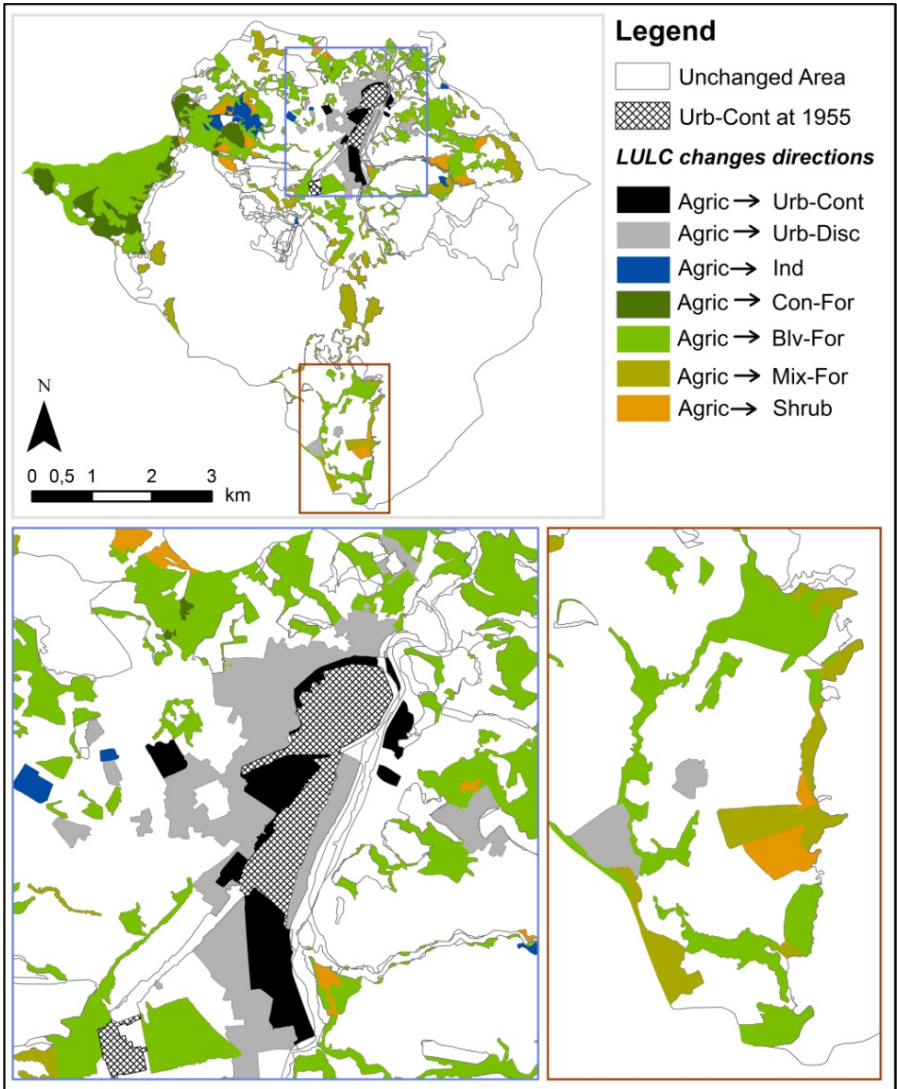 Legend
Unchanged Area
Urb-Cont at 1955
LULC changes directions
Agric → Urb-Cont
Agric → Urb-Disc
Agric → Ind
Agric → Con-For
Agric → Blv-For
Agric → Mix-For
Agric → Shrub
N
0 0,5 1 2 3
km